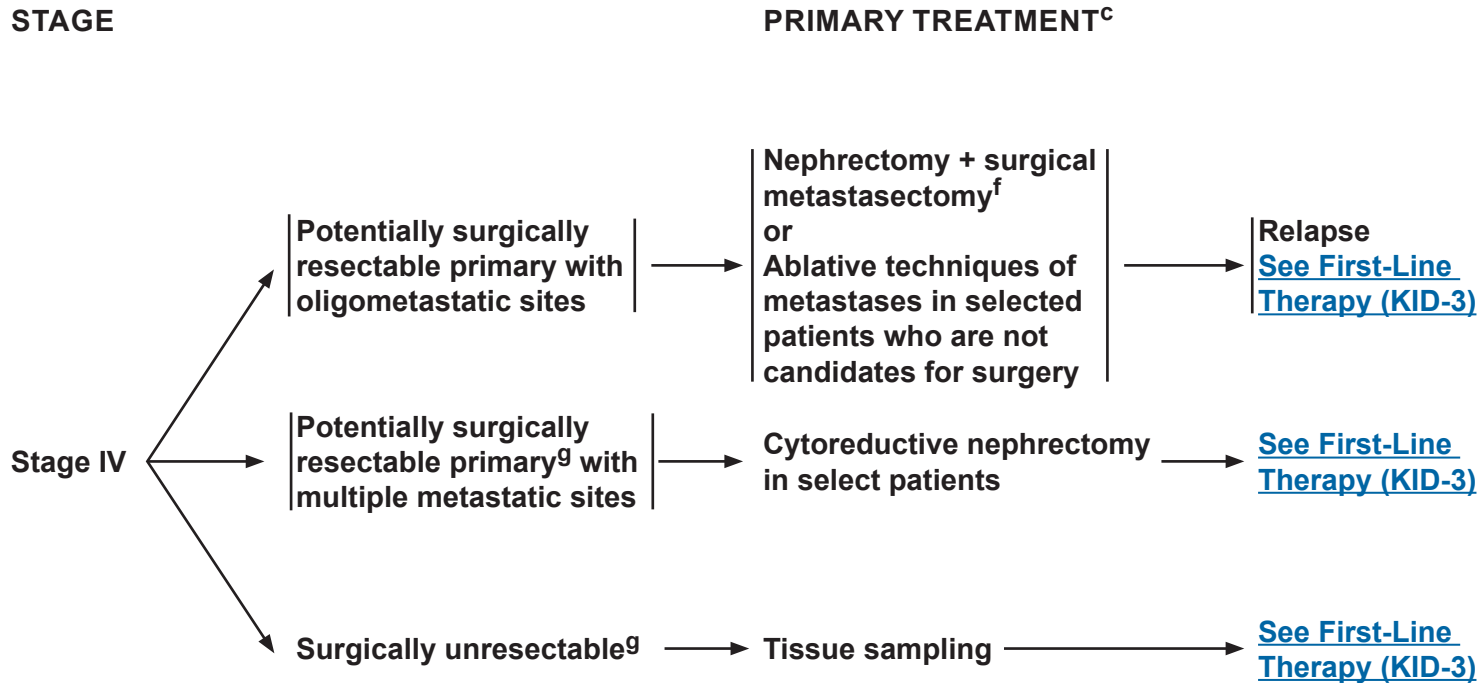 STAGE
PRIMARY TREATMENTc
Potentially surgically
resectable primary with
oligometastatic sites
Nephrectomy + surgical
metastasectomyf
or
Ablative techniques of
metastases in selected
patients who are not
candidates for surgery
Relapse
See First-Line
Therapy (KID-3)
Stage IV
Potentially surgically
resectable primaryg with
multiple metastatic sites
Cytoreductive nephrectomy
in select patients
See First-Line
Therapy (KID-3)
Surgically unresectableg
Tissue sampling
See First-Line
Therapy (KID-3)